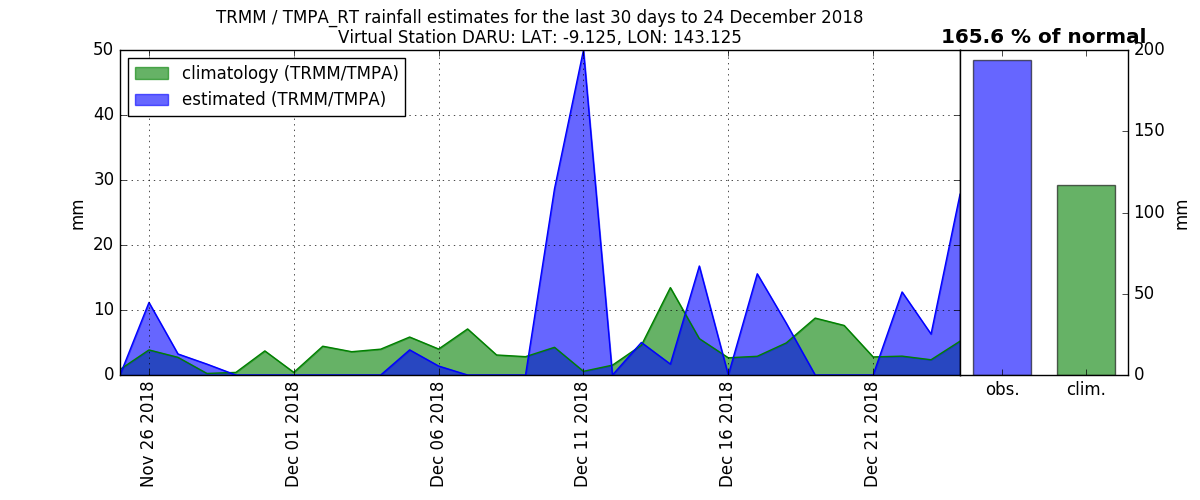 TRMM / TMPA_RT rainfall estimates for the last 30 days to 24 December 2018
Virtual Station DARU: LAT: -9.125, LON: 143.125
165.6 % of normal
climatology (TRMM/TMPA)
estimated (TRMM/TMPA)
50
40
30
20
10
0
mm
Nov 26 2018
Dec 01 2018
Dec 06 2018
Dec 11 2018
Dec 16 2018
Dec 21 2018
200
150
100
50
0
mm
obs.
clim.